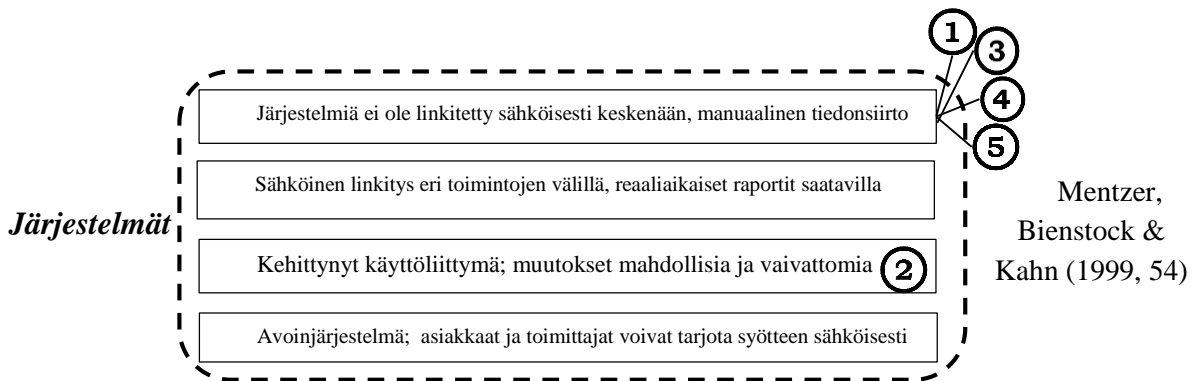 1
3
Järjestelmiä ei ole linkitetty sähköisesti keskenään, manuaalinen tiedonsiirto
4
5
Sähköinen linkitys eri toimintojen välillä, reaaliaikaiset raportit saatavilla
Järjestelmät
Kehittynyt käyttöliittymä; muutokset mahdollisia ja vaivattomia
2
Avoinjärjestelmä; asiakkaat ja toimittajat voivat tarjota syötteen sähköisesti
Mentzer,
Bienstock &
Kahn (1999, 54)